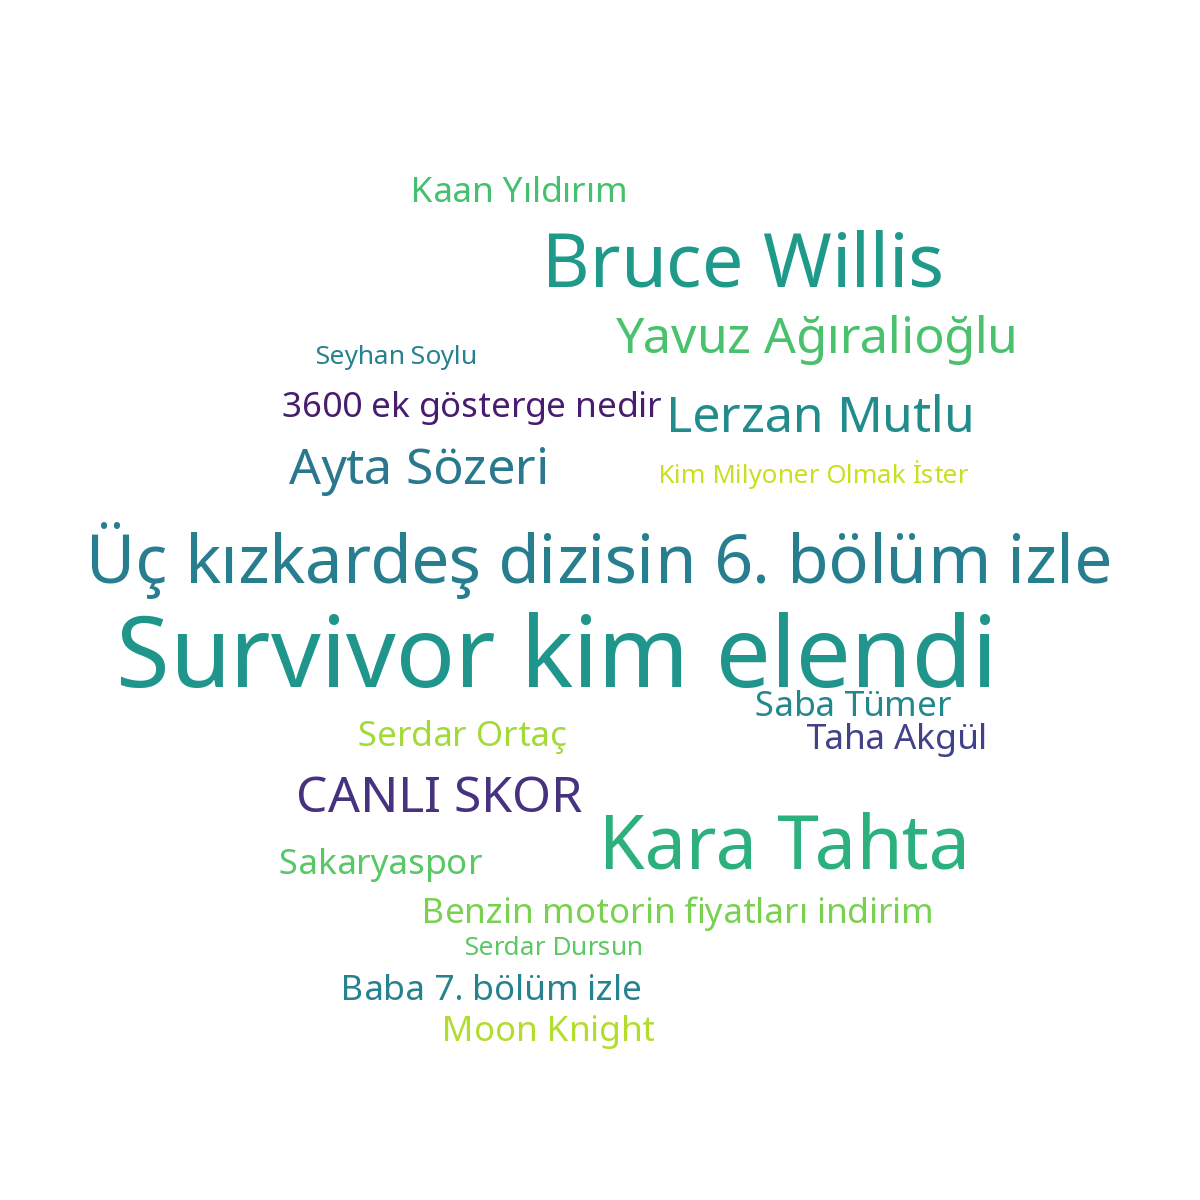 Kaan Yıldırım
Bruce Willis
Yavuz Ağıralioğlu
Seyhan Soylu
3600 ek gösterge nedir
Lerzan Mutlu
Ayta Sözeri
Kim Milyoner Olmak İster
Üç kızkardeş dizisin 6. bölüm izle
Survivor kim elendi
Saba Tümer
Serdar Ortaç
Taha Akgül
CANLI SKOR
Kara Tahta
Sakaryaspor
Benzin motorin fiyatları indirim
Serdar Dursun
Baba 7. bölüm izle
Moon Knight